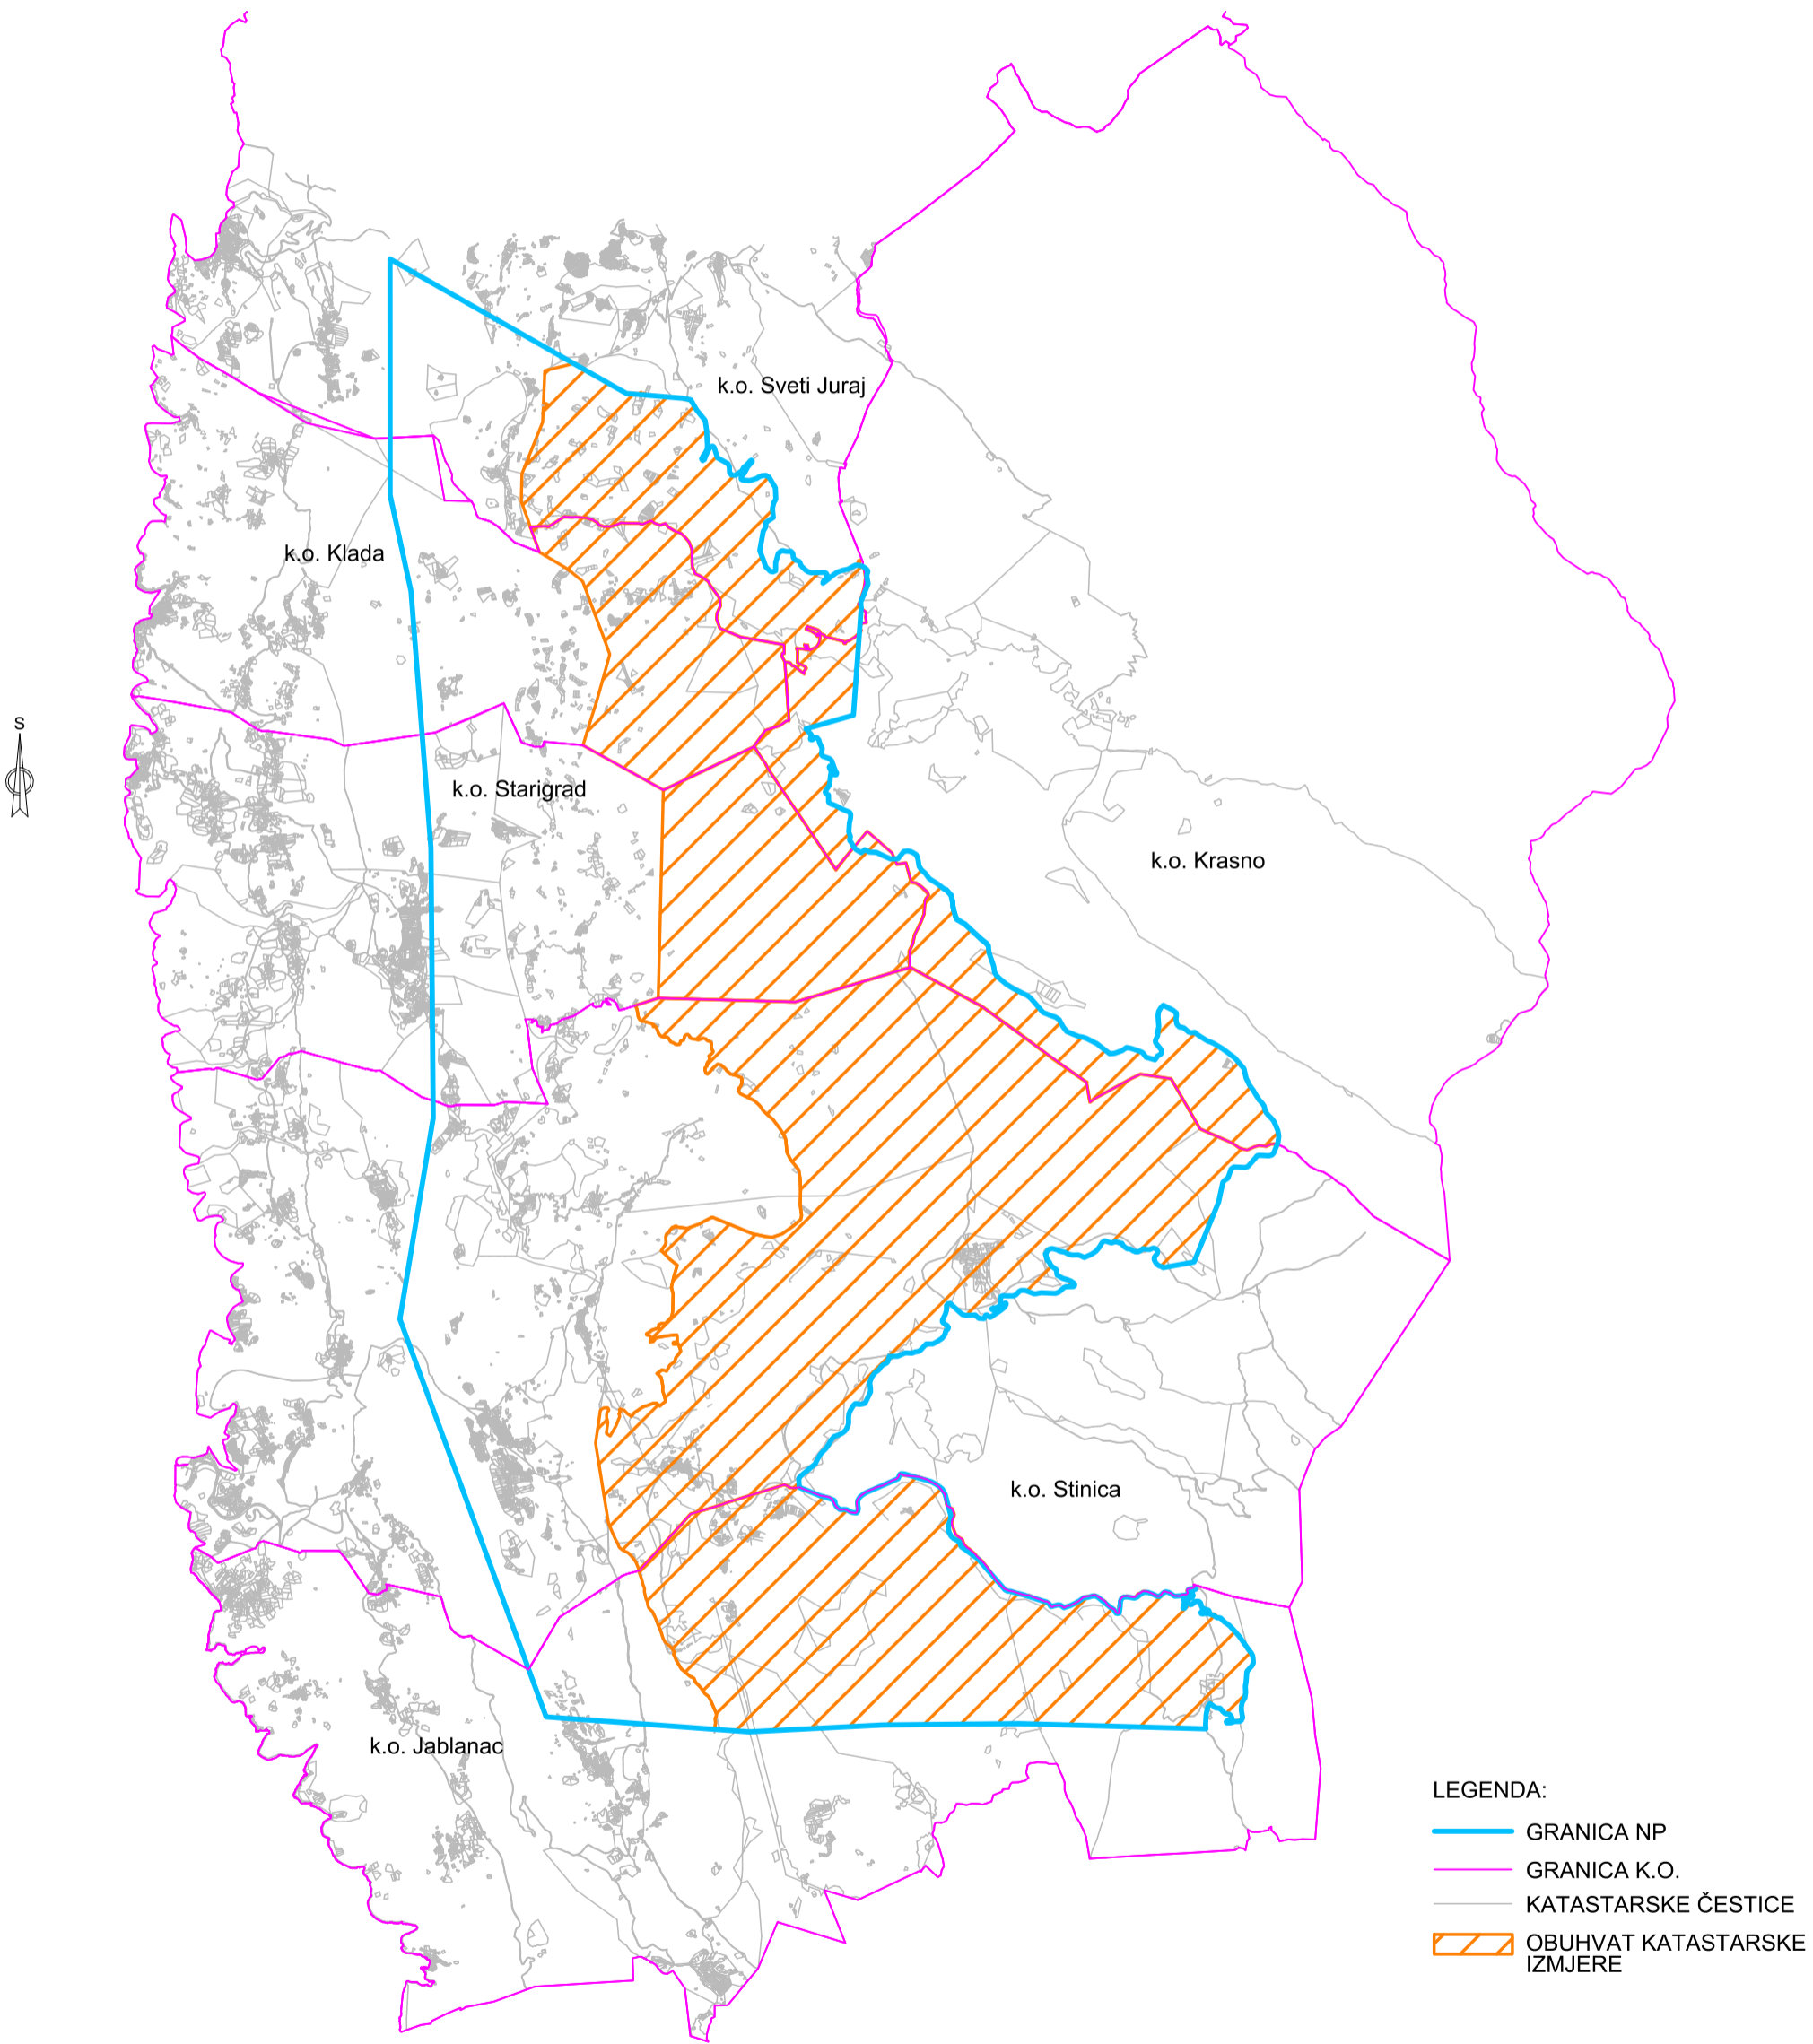 k.o. Sveti Juraj
k.o. Klada
S
k.o. Starigrad
k.o. Krasno
k.o. Stinica
k.o. Jablanac
LEGENDA:
GRANICA NP
GRANICA K.O.
KATASTARSKE ČESTICE
OBUHVAT KATASTARSKE
IZMJERE